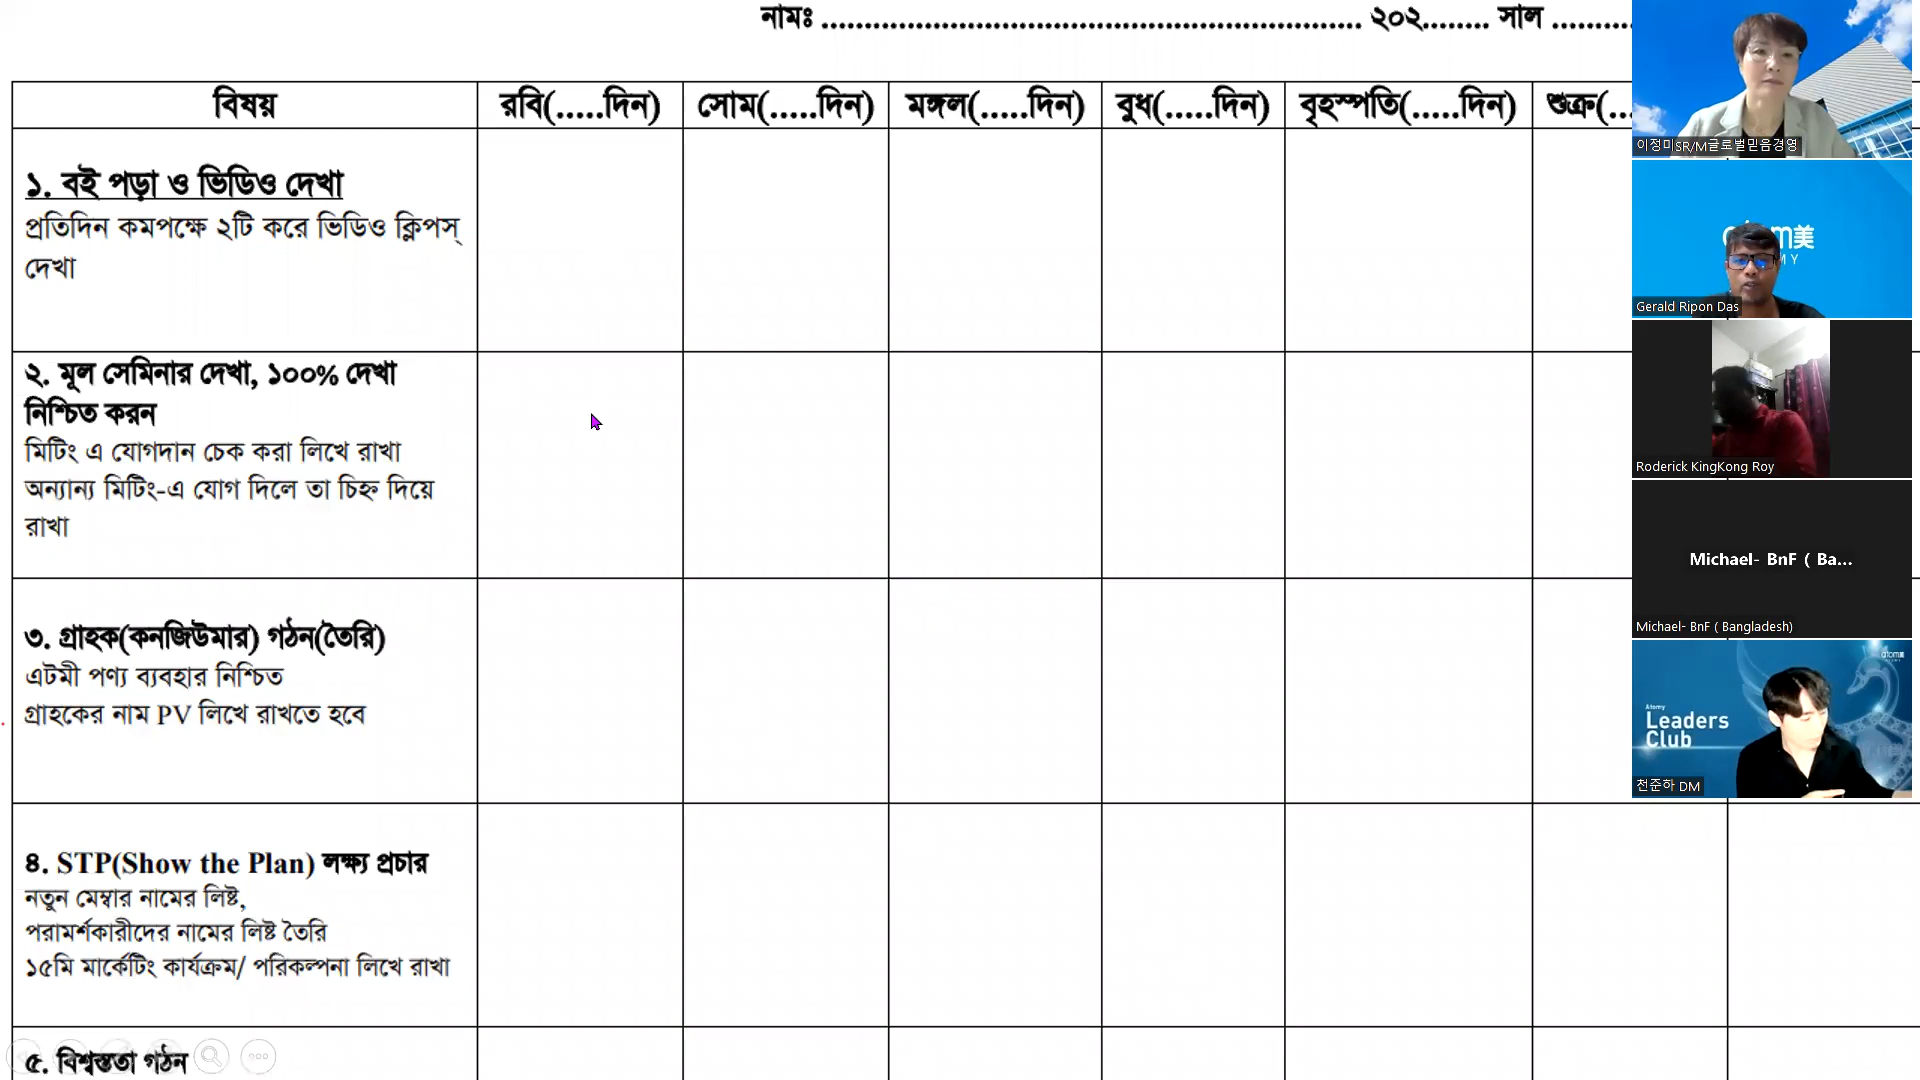 নামঃ .............................................................................. ২০২........ সাল ............
বিষয়
রবি(.....দিন)
সোম(.....দিন)
মঙ্গল(.....দিন)
বুধ(.....দিন)
বৃহস্পতি(.....দিন)
শুক্র(...
১. বই পড়া ও ভিডিও দেখা
প্রতিদিন কমপক্ষে ২টি করে ভিডিও ক্লিপস্
দেখা
২. মূল সেমিনার দেখা, ১০০% দেখা
নিশ্চিত করন
মিটিং এ যোগদান চেক করা লিখে রাখা
অন্যান্য মিটিং-এ যোগ দিলে তা চিহ্ন দিয়ে
রাখা
৩. গ্রাহক(কনজিউমার) গঠন(তৈরি)
এটমী পণ্য ব্যবহার নিশ্চিত
গ্রাহকের নাম PV লিখে রাখতে হবে
৪. STP(Show the Plan) লক্ষ্য প্রচার
নতুন মেম্বার নামের লিষ্ট,
পরামর্শকারীদের নামের লিষ্ট তৈরি
১৫মি মার্কেটিং কার্যক্রম/ পরিকল্পনা লিখে রাখা
৫. বিশ্বস্ততা গঠন
이정미SR/M글로벌믿음경영
Gerald Ripon Das
Roderick KingKong Roy
Michael- BnF ( Ba...
Michael- BnF ( Bangladesh)
Atomy
Leaders
Club
천준하 DM